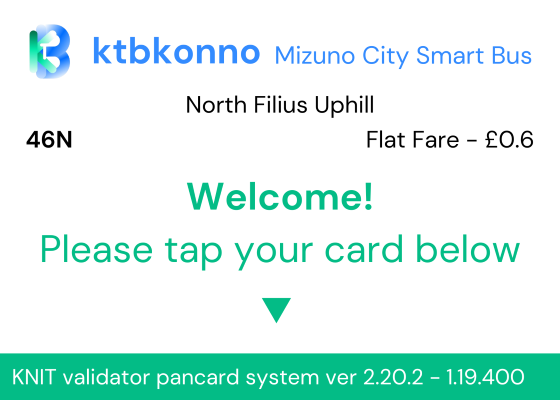 ktbkonno Mizuno City Smart Bus
North Filius Uphill
46N Flat Fare - £0.6
Welcome!
Please tap your card below
KNIT validator pancard system ver 2.20.2 - 1.19.400